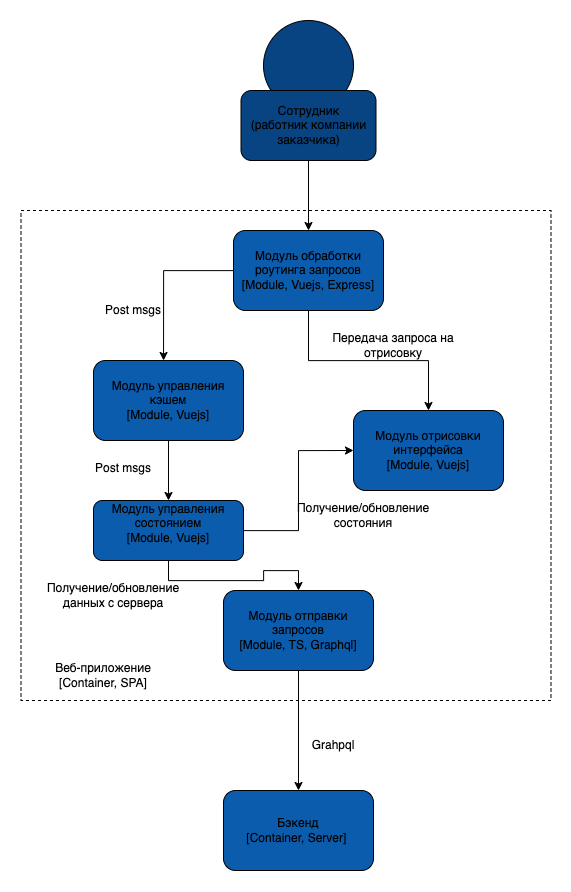 Сотрудник
(работник компании
заказчика)
Модуль обработки
роутинга запросов
[Module, Vuejs, Express]
Post msgs
Передача запроса на
отрисовку
Модуль управления
кэшем
[Module, Vuejs]
Модуль отрисовки
интерфейса
[Module, Vuejs]
Post msgs
Модуль управления
состоянием
[Module, Vuejs]
Получение/обновление
состояния
Получение/обновление
данных с сервера
Модуль отправки
запросов
[Module, TS, Graphql]
Веб-приложение
[Container, SPA]
Grahpql
Бэкенд
[Container, Server]